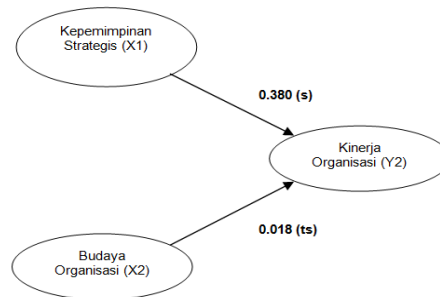 Kepemimpinan
Strategis (X1)
0.380 (s)
Kinerja
Organisasi (Y2)
0.018 (ts)
Budaya
Organisasi (X2)